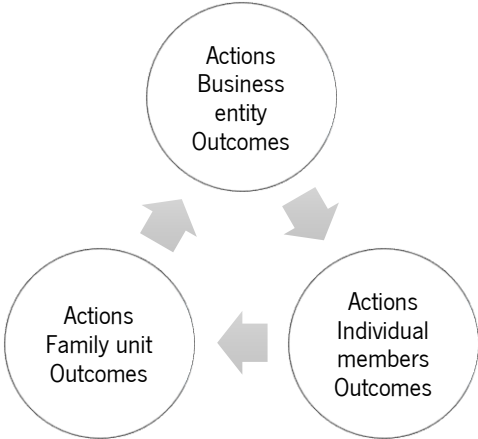 Actions
Business
entity
Outcomes
Actions
Individual
members
Outcomes
Actions
Family unit
Outcomes